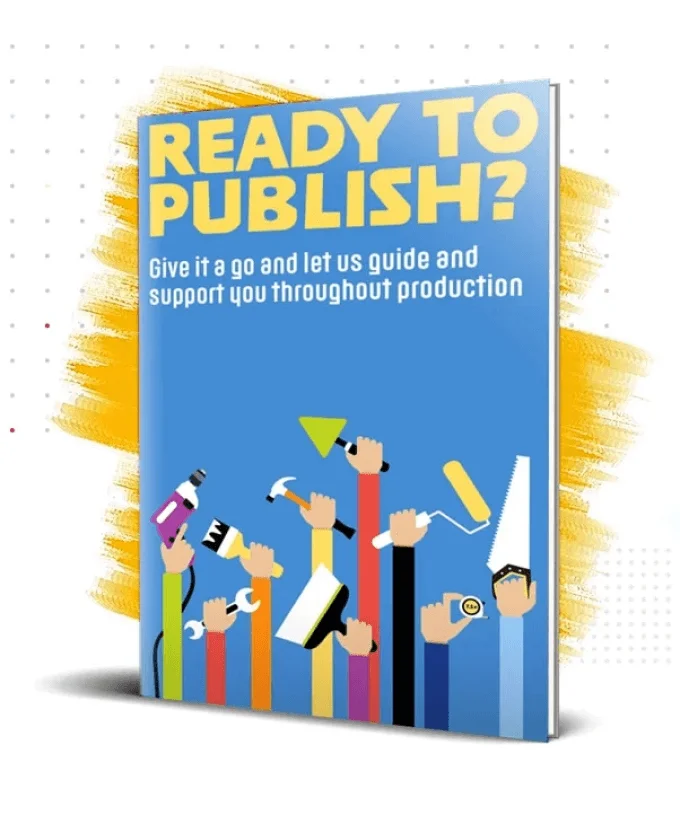 READY TO
PUBLISH?
Give it a go and let us guide and
support you throughout production